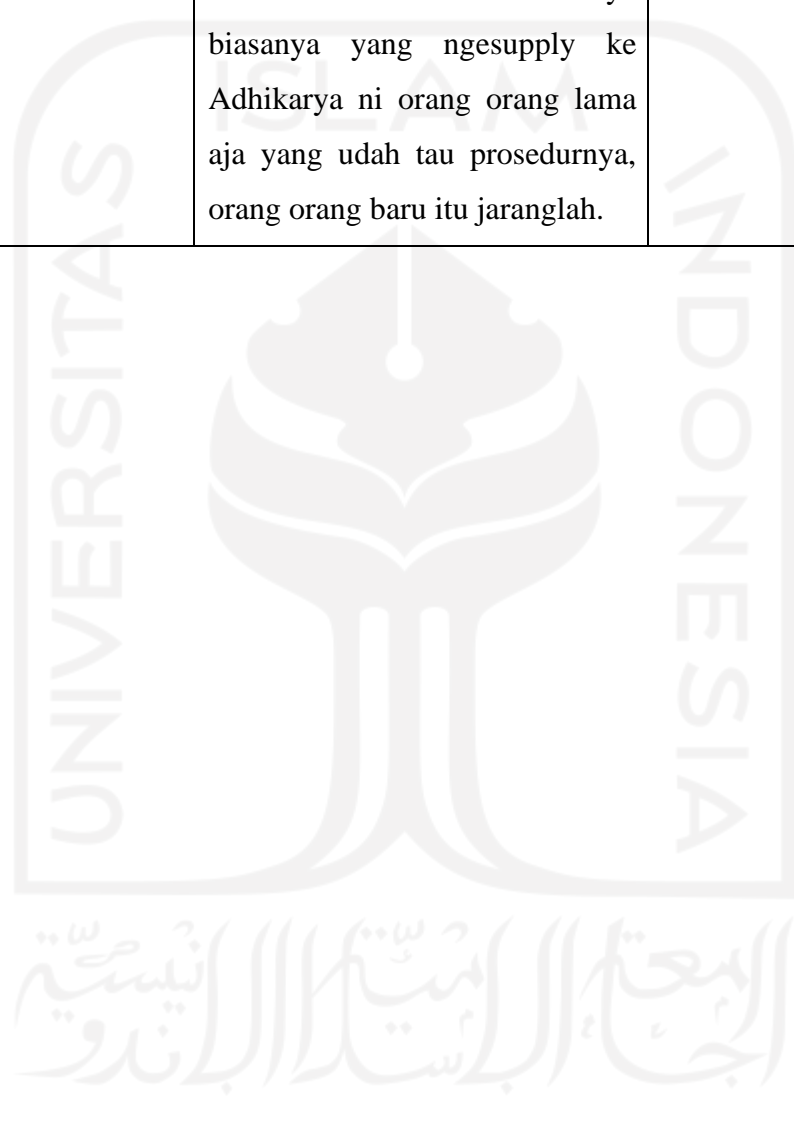 biasanya yang ngesupply ke
Adhikarya ni orang orang lama
aja yang udah tau prosedurnya,
orang orang baru itu jaranglah.
ISLAM
UNIVERSITAS
INDONESIA